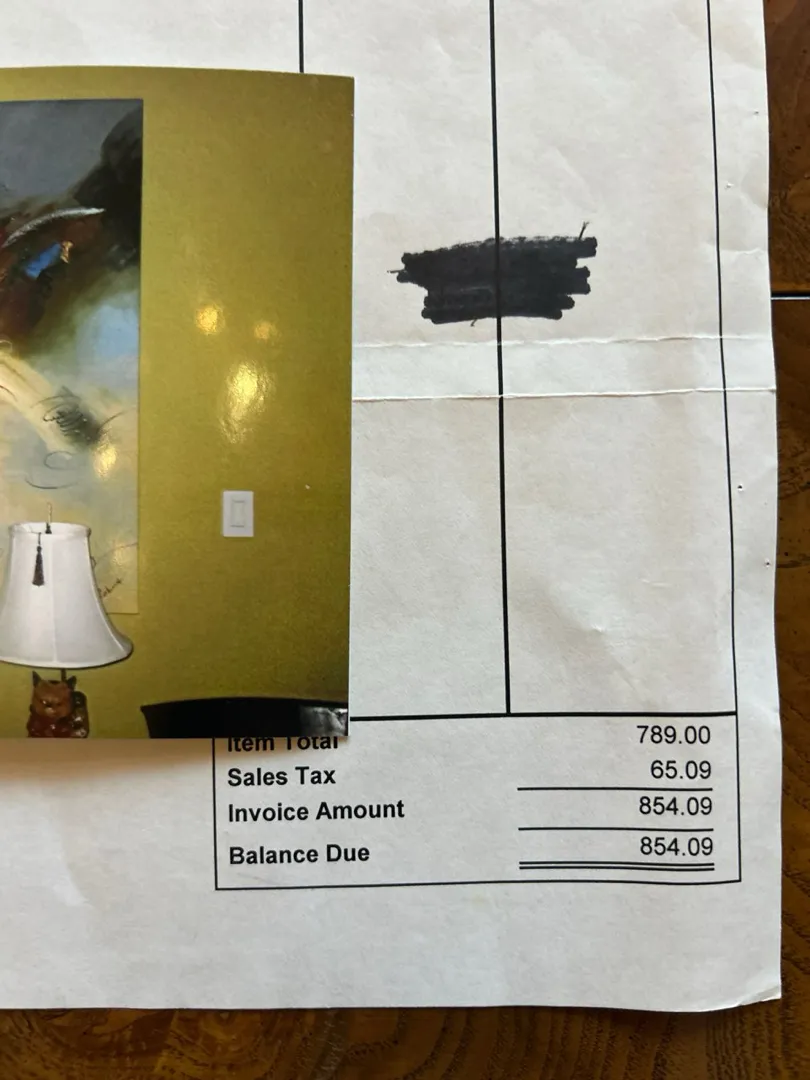 Item Total 789.00
Sales Tax 65.09
Invoice Amount 854.09
Balance Due 854.09